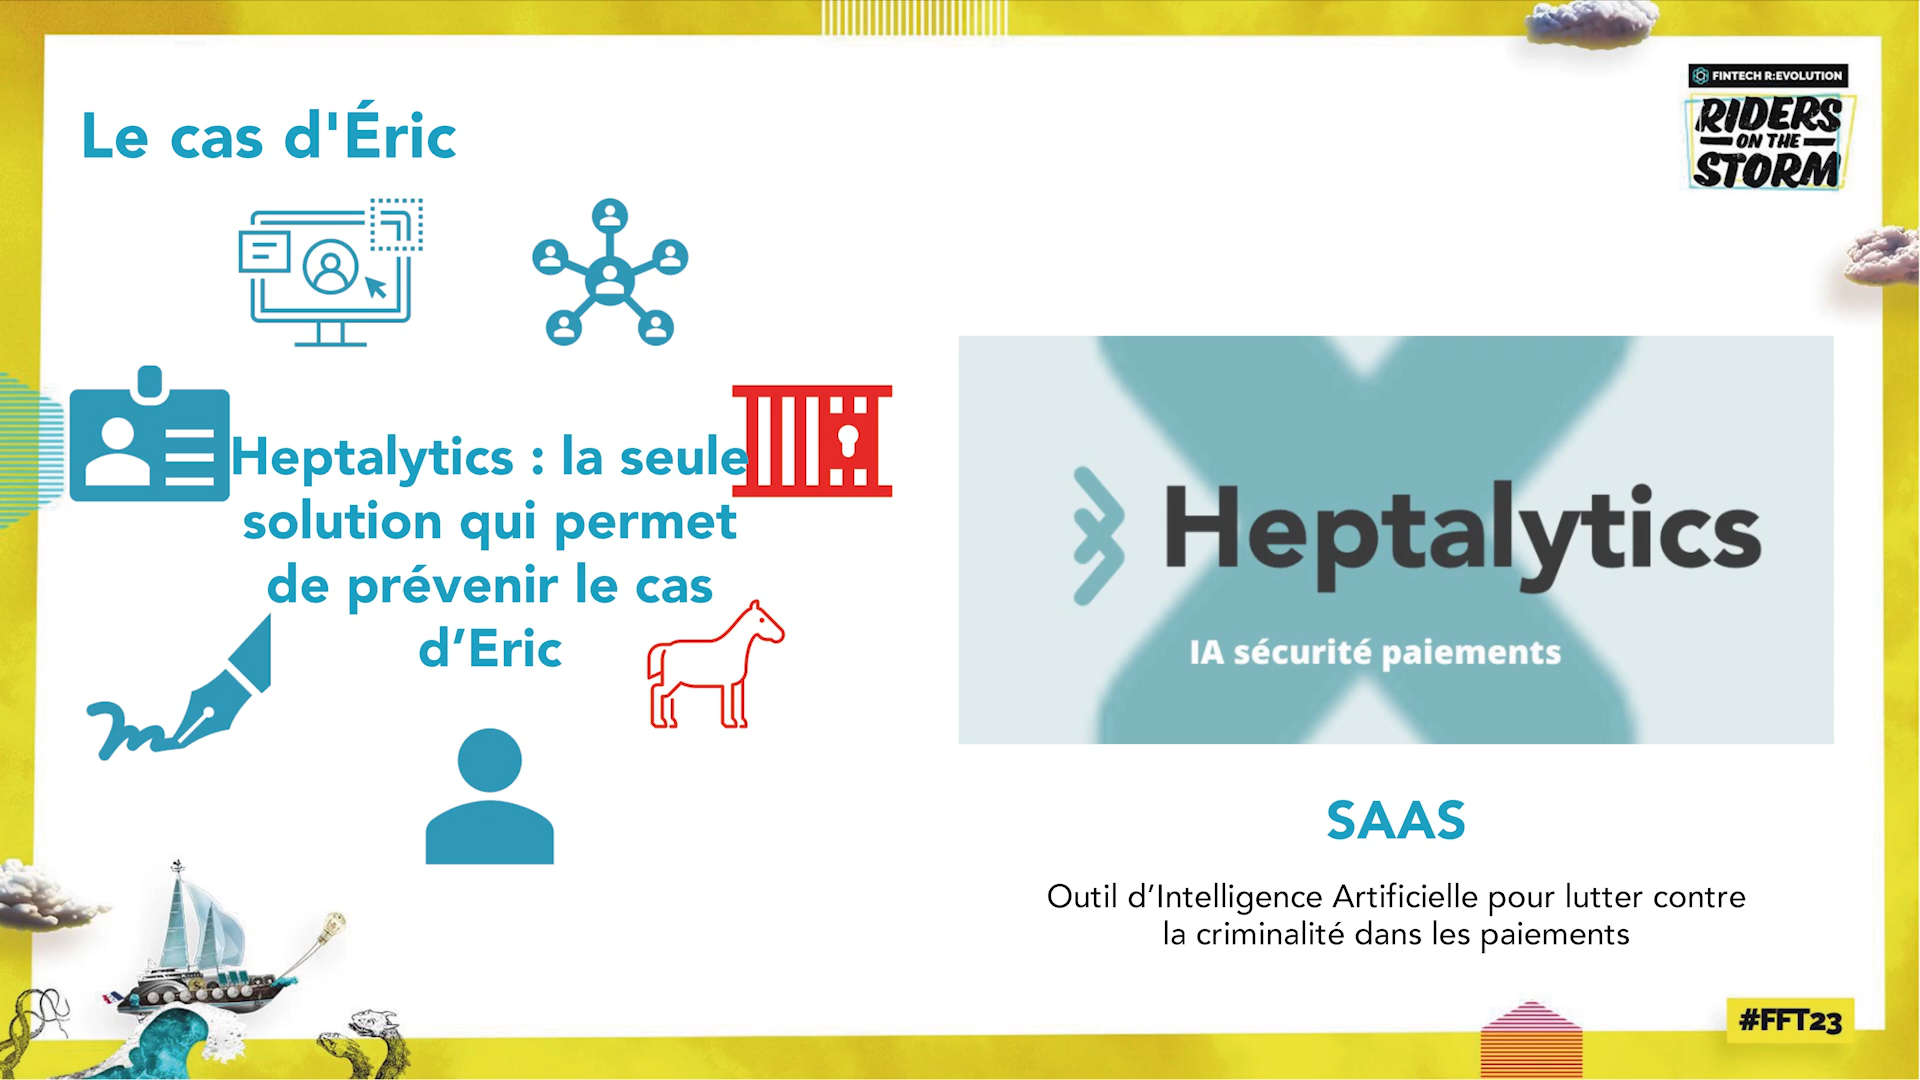 FINTECH R:EVOLUTION
RIDERS
ON THE
STORM
Le cas d'Éric
Heptalytics : la seule
solution qui permet
de prévenir le cas
d’Eric
Heptalytics
IA sécurité paiements
SAAS
Outil d’Intelligence Artificielle pour lutter contre
la criminalité dans les paiements
#FFT23